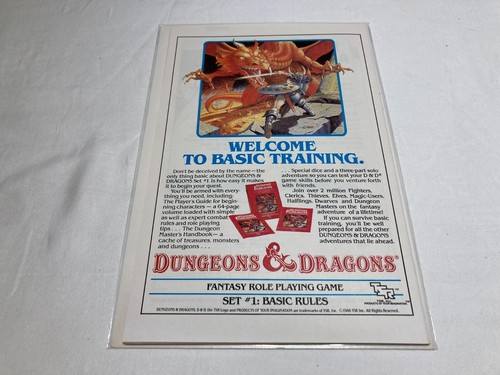 WELCOME
TO BASIC TRAINING.
Don't be deceived by the name—the
only thing basic about DUNGEONS &
DRAGONS Set #1 is how easy it makes
it to begin your quest.
You'll be armed with every-
thing you need, including:
The Player's Guide for begin-
ning characters — a 64-page
volume loaded with simple
as well as expert combat
rules and role playing
tips . . . The Dungeon
Master's Handbook— a
cache of treasures, monsters
and dungeons . . .
. . . Special dice and a three-part solo
adventure so you can test your D & D®
game skills before you venture forth
with friends.
Join over 2 million Fighters,
Clerics, Thieves, Elves, Magic Users,
Halflings, Dwarves and Dungeon
Masters on the fantasy
adventure of a lifetime!
If you can survive basic
training, you'll be well
prepared for all the other
DUNGEONS & DRAGONS
adventures that lie ahead.
DUNGEONS & DRAGONS®
FANTASY ROLE PLAYING GAME
SET #1: BASIC RULES
TSR
PRODUCTS OF YOUR IMAGINATION